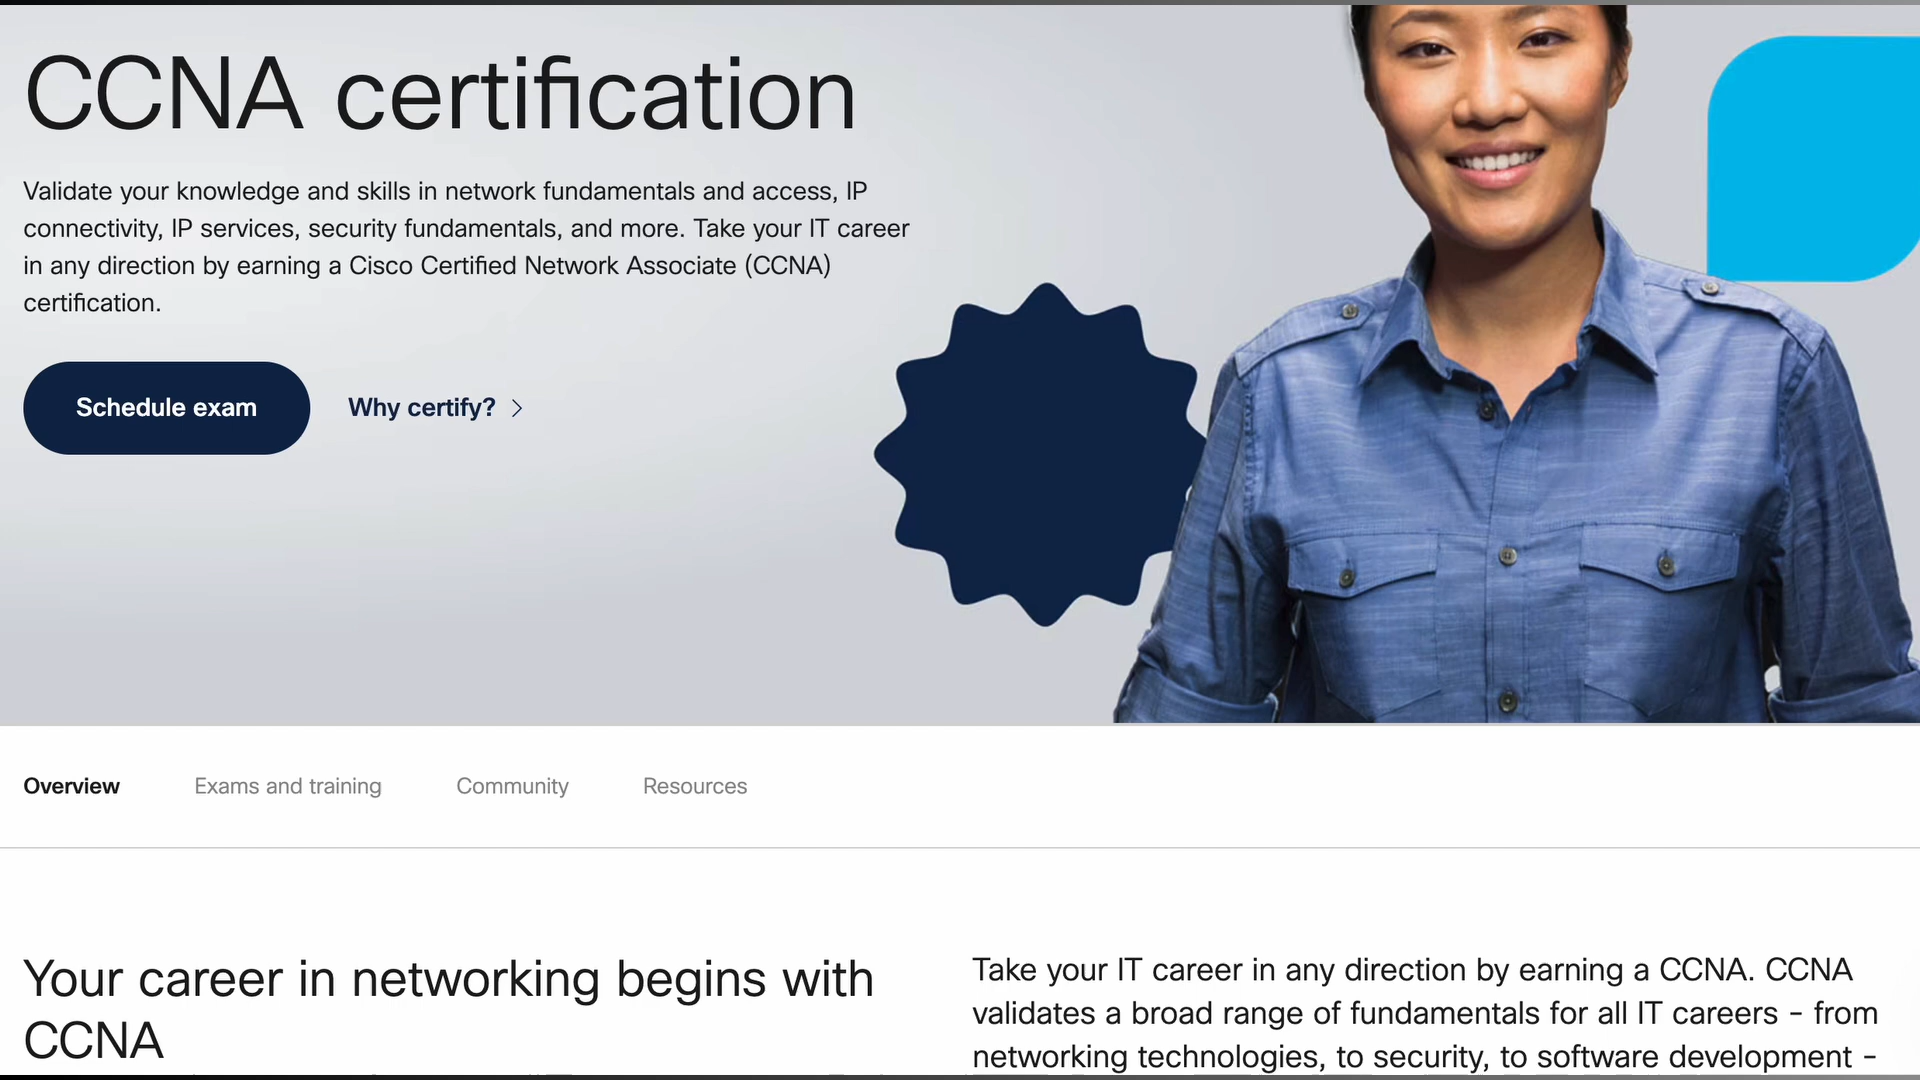 CCNA certification
Validate your knowledge and skills in network fundamentals and access, IP
connectivity, IP services, security fundamentals, and more. Take your IT career
in any direction by earning a Cisco Certified Network Associate (CCNA)
certification.
Schedule exam
Why certify?
Overview
Exams and training
Community
Resources
Your career in networking begins with
CCNA
Take your IT career in any direction by earning a CCNA. CCNA
validates a broad range of fundamentals for all IT careers - from
networking technologies, to security, to software development -